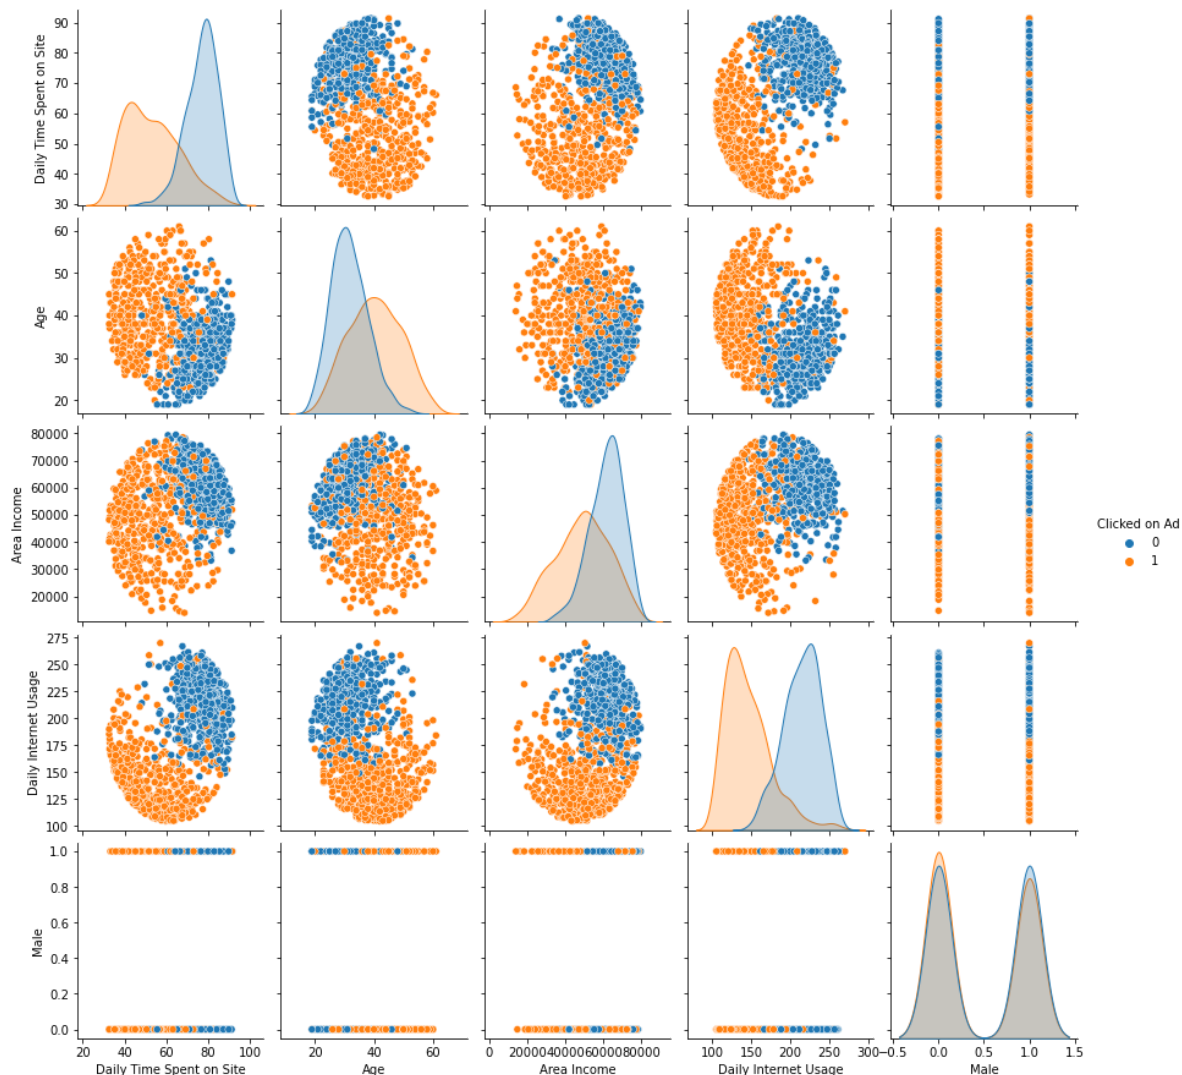 90
80
70
60
50
40
30
Daily Time Spent on Site
60
50
40
30
20
Age
80000
70000
60000
50000
40000
30000
20000
Area Income
Clicked on Ad
0
1
275
250
225
200
175
150
125
100
Daily Internet Usage
1.0
0.8
0.6
0.4
0.2
0.0
Male
20 40 60 80 100
20 40 60
0 20000 40000 60000 80000
100 150 200 250 300
−0.5 0.0 0.5 1.0 1.5
Daily Time Spent on Site
Age
Area Income
Daily Internet Usage
Male